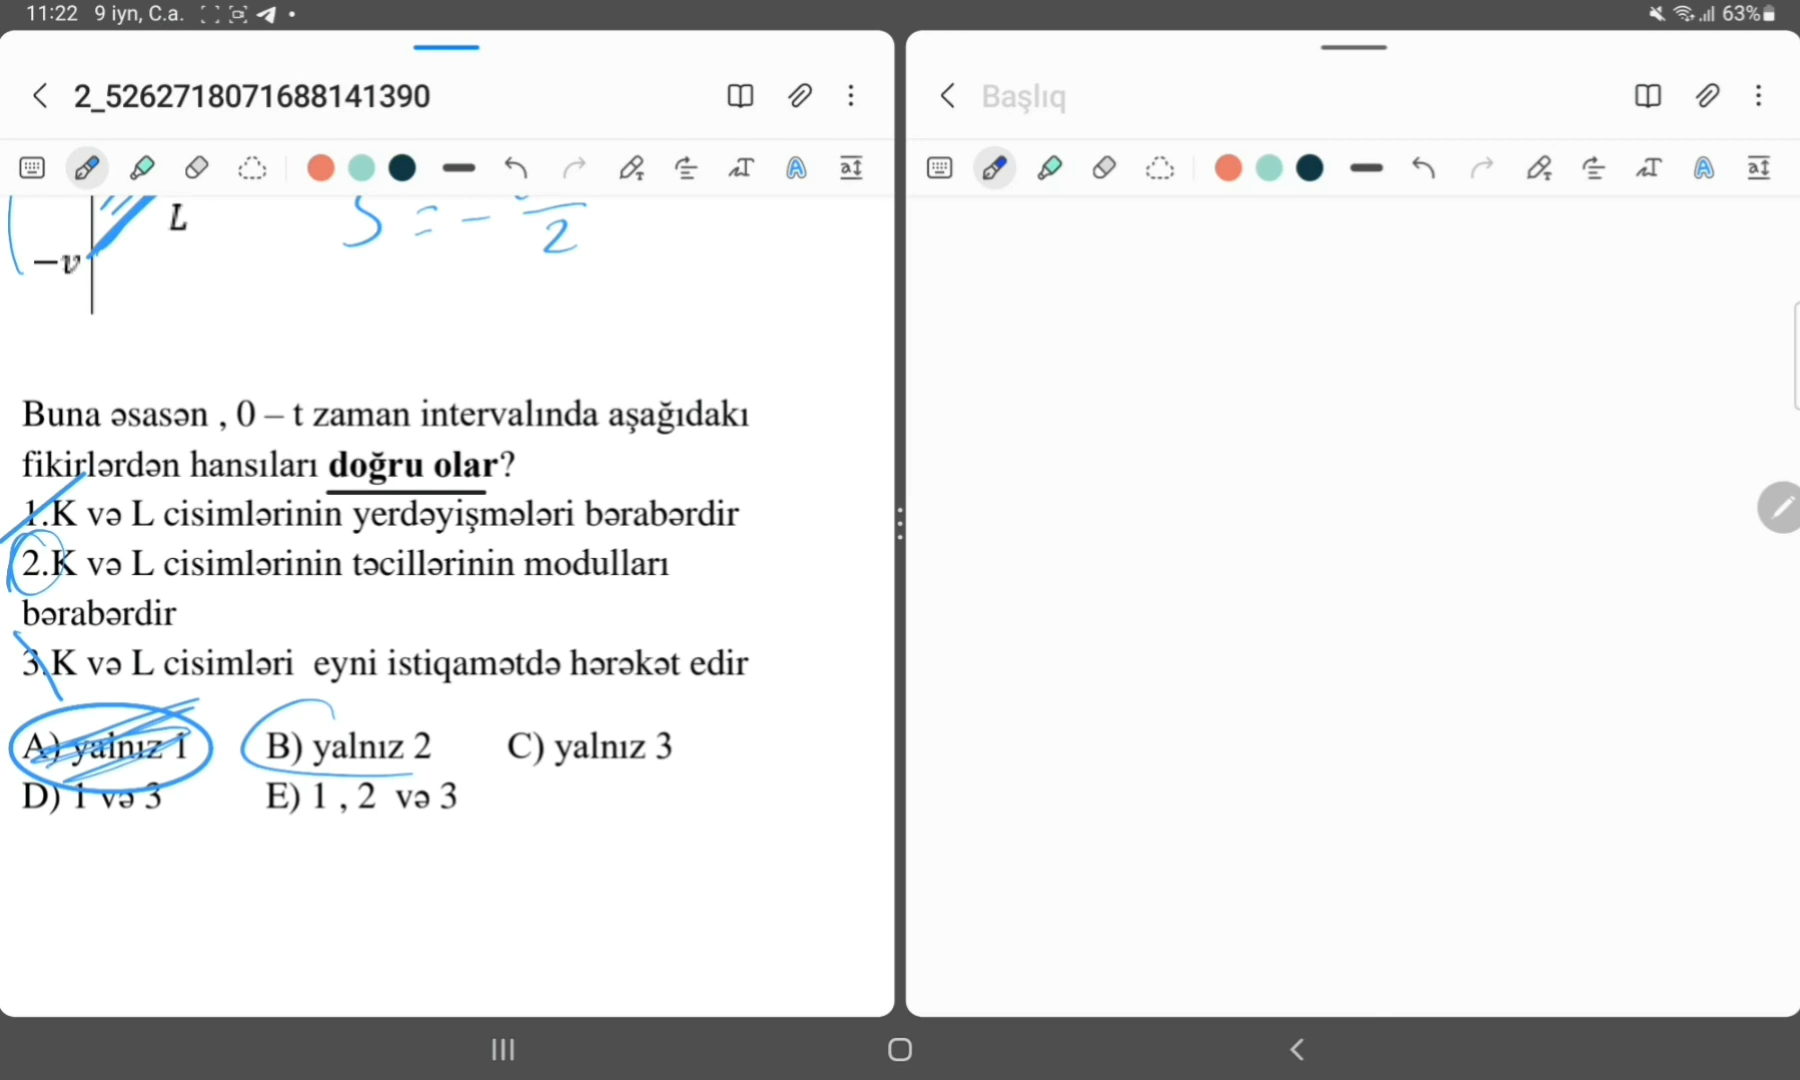 11:22 9 iyn, C.a.
63%
2_5262718071688141390
Başlıq
L
S = - 2
-v
Buna əsasən , 0 – t zaman intervalında aşağıdakı
fikirlərdən hansıları doğru olar?
1.K və L cisimlərinin yerdəyişmələri bərabərdir
2.K və L cisimlərinin təcillərinin modulları
bərabərdir
3.K və L cisimləri eyni istiqamətdə hərəkət edir
A) yalnız 1 B) yalnız 2 C) yalnız 3
D) 1 və 3 E) 1 , 2 və 3